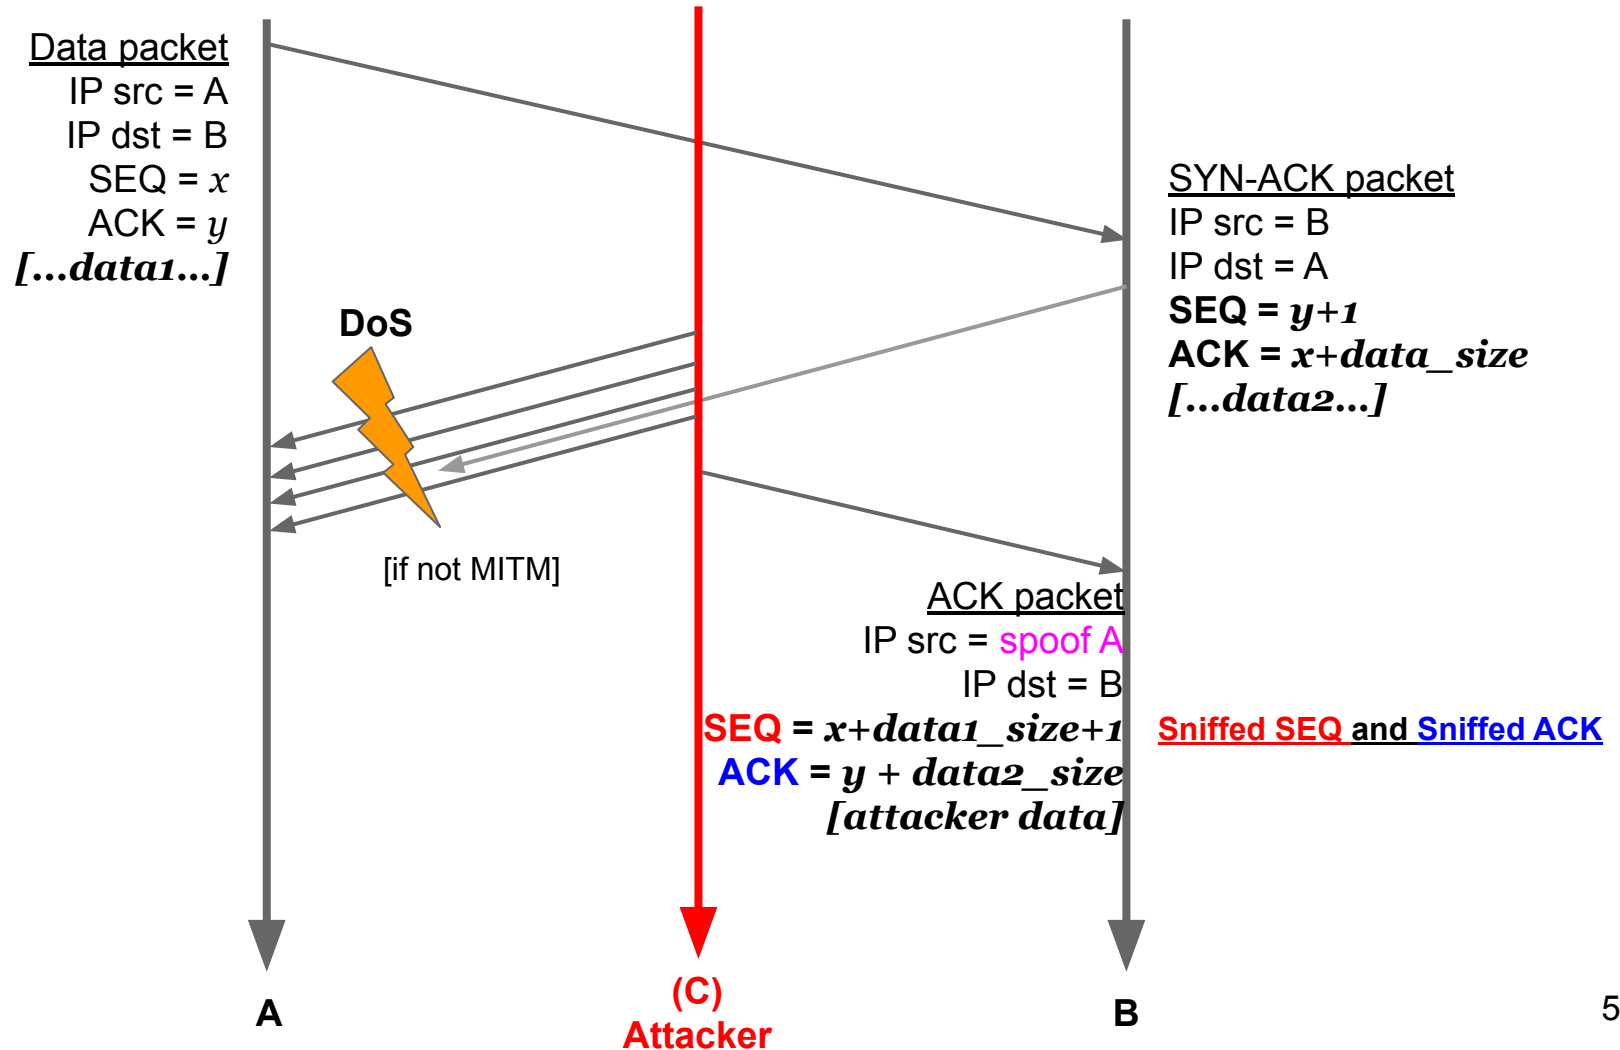 Data packet
IP src = A
IP dst = B
SEQ = x
ACK = y
[...data1...]
DoS
[if not MITM]
SYN-ACK packet
IP src = B
IP dst = A
SEQ = y+1
ACK = x+data_size
[...data2...]
ACK packet
IP src = spoof A
IP dst = B
SEQ = x+data1_size+1
ACK = y + data2_size
[attacker data]
Sniffed SEQ and Sniffed ACK
A
(C)
Attacker
B
5